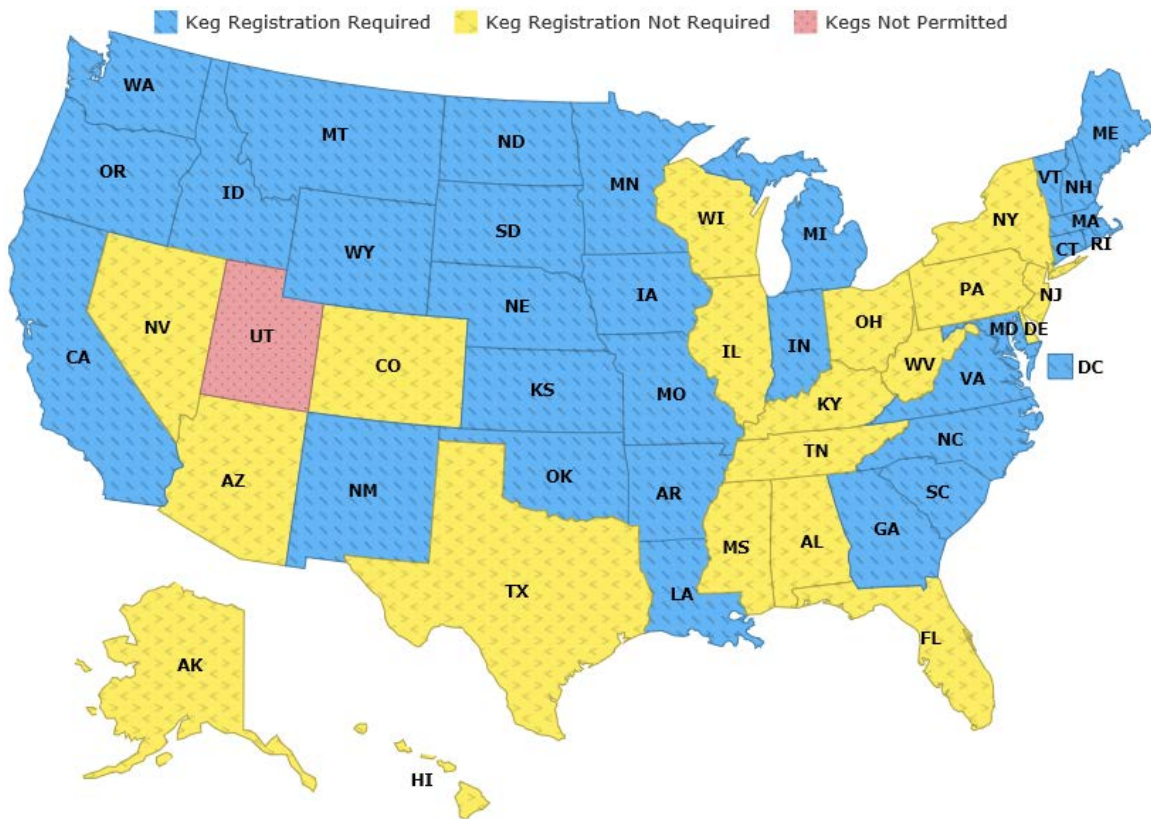 Keg Registration Required Keg Registration Not Required Kegs Not Permitted
WA
ME
MT
ND
VT
OR
MN
NH
ID
NY
MA
WI
SD
MI
CT
RI
WY
IA
PA
NJ
NE
OH
NV
MD
DE
UT
IL
IN
CA
CO
WV
DC
VA
KS
MO
KY
NC
TN
OK
AZ
NM
AR
SC
GA
MS
AL
TX
LA
FL
AK
HI